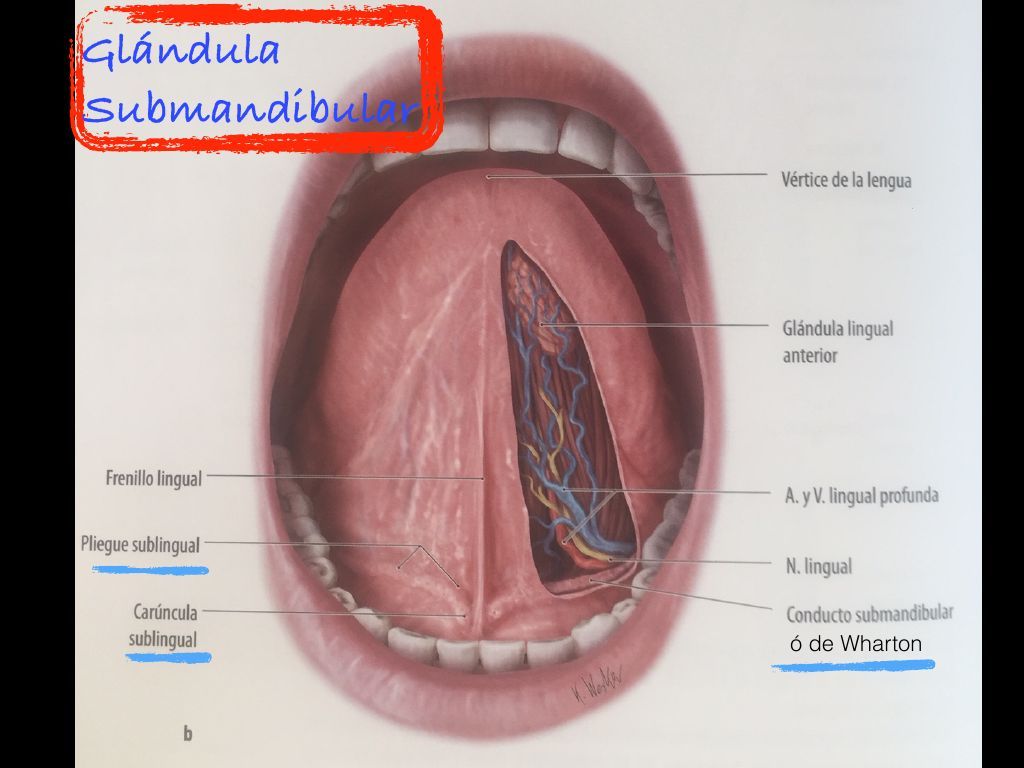 Glándula
Submandíbular
Vértice de la lengua
Glándula lingual
anterior
Frenillo lingual
A. y V. lingual profunda
Pliegue sublingual
N. lingual
Carúncula
sublingual
Conducto submandibular
ó de Wharton
b